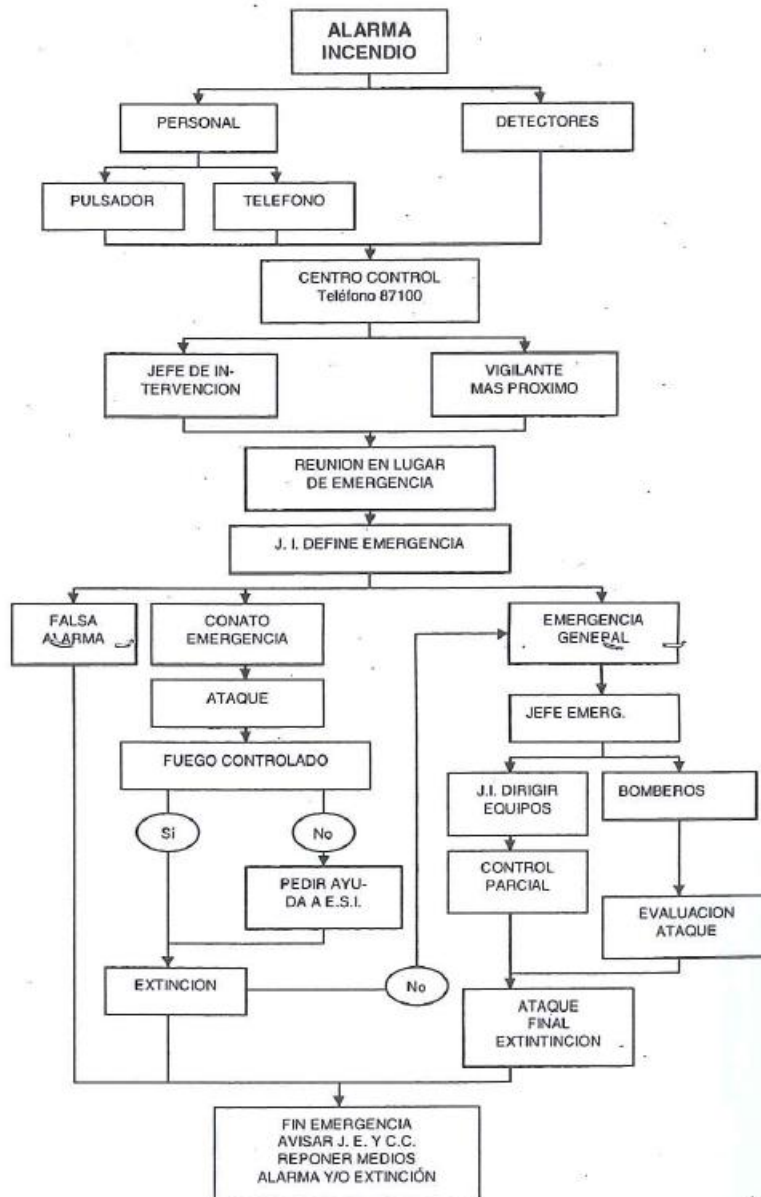 ALARMA
INCENDIO
PERSONAL
DETECTORES
PULSADOR
TELEFONO
CENTRO CONTROL
Teléfono 87100
JEFE DE IN-
TERVENCION
VIGILANTE
MAS PROXIMO
REUNION EN LUGAR
DE EMERGENCIA
J. I. DEFINE EMERGENCIA
FALSA
ALARMA
CONATO
EMERGENCIA
EMERGENCIA
GENERAL
ATAQUE
JEFE EMERG.
FUEGO CONTROLADO
J.I. DIRIGIR
EQUIPOS
BOMBEROS
Si
No
CONTROL
PARCIAL
PEDIR AYU-
DA A E.S.I.
EVALUACION
ATAQUE
EXTINCION
No
ATAQUE
FINAL
EXTINTINCION
FIN EMERGENCIA
AVISAR J. E. Y C.C.
REPONER MEDIOS
ALARMA Y/O EXTINCIÓN